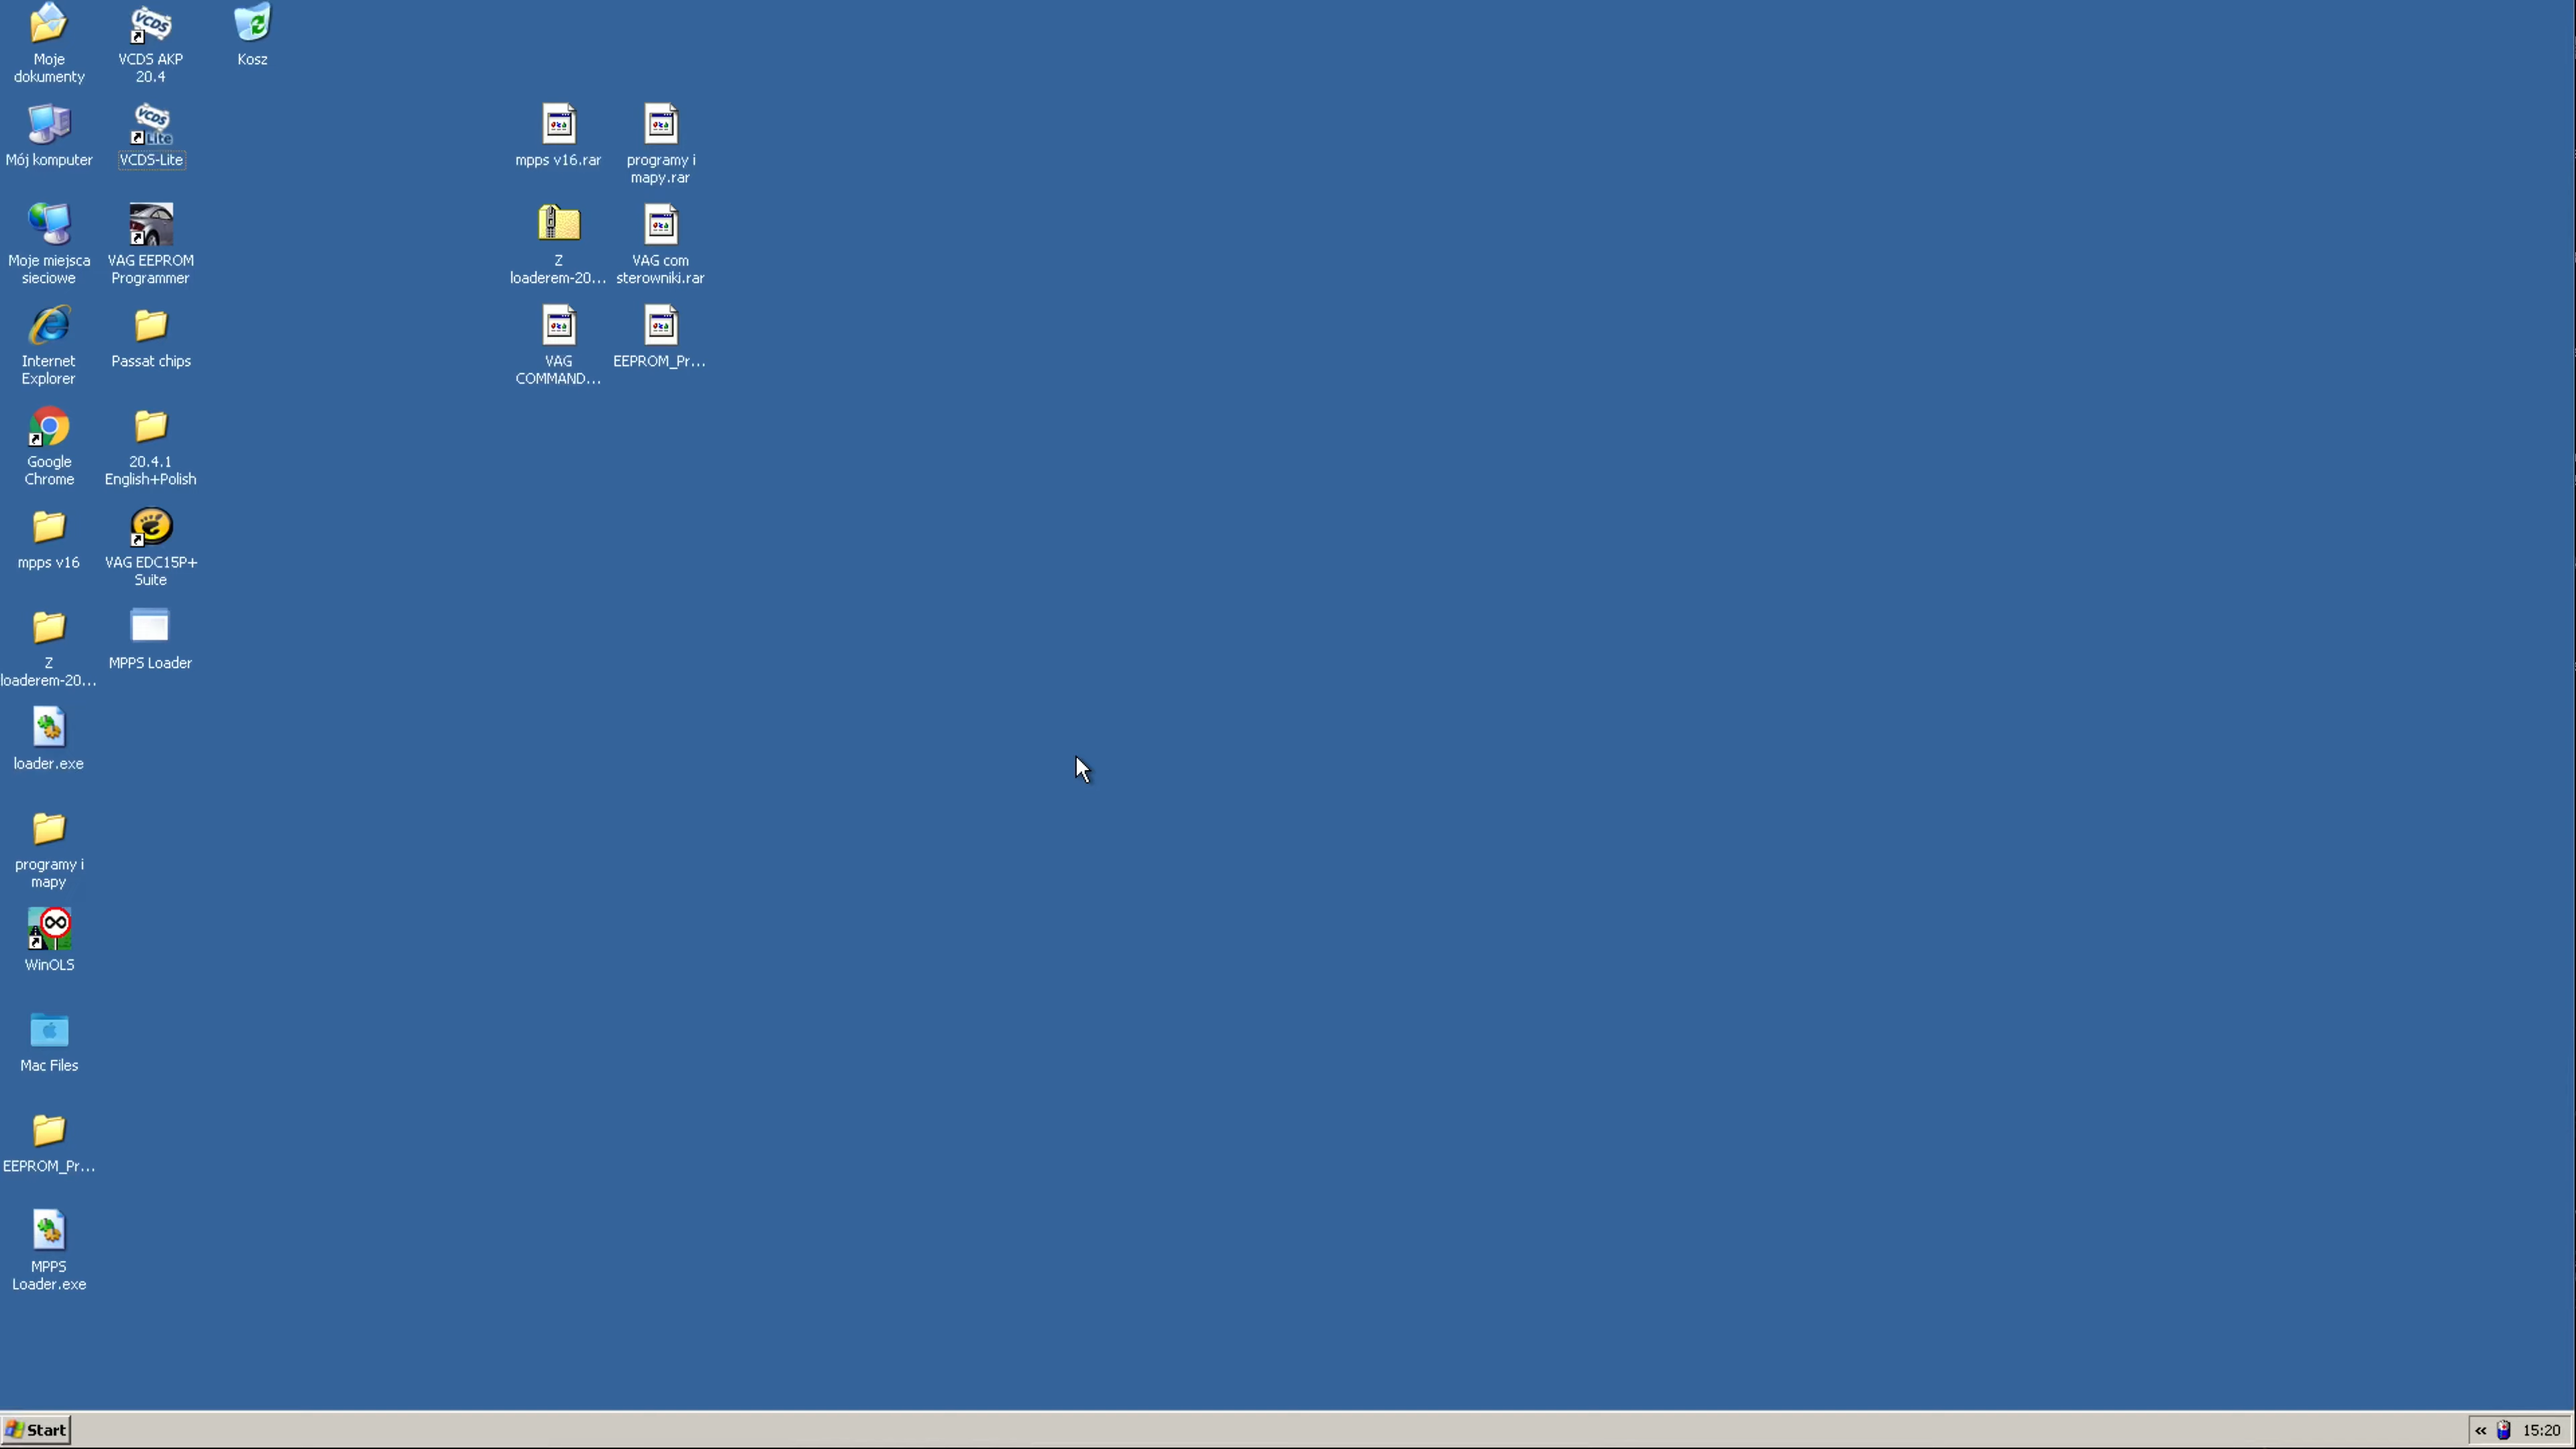 Moje
dokumenty
VCDS
VCDS AKP
20.4
Kosz
Mój komputer
VCDS
Lite
VCDS-Lite
mpps v16.rar
programy i
mapy.rar
Moje miejsca
sieciowe
VAG EEPROM
Programmer
Z
loaderem-20...
VAG com
sterowniki.rar
Internet
Explorer
Passat chips
VAG
COMMAND...
EEPROM_Pr...
Google
Chrome
20.4.1
English+Polish
mpps v16
VAG EDC15P+
Suite
Z
loaderem-20...
MPPS Loader
loader.exe
programy i
mapy
WinOLS
Mac Files
EEPROM_Pr...
MPPS
Loader.exe
Start
«
15:20